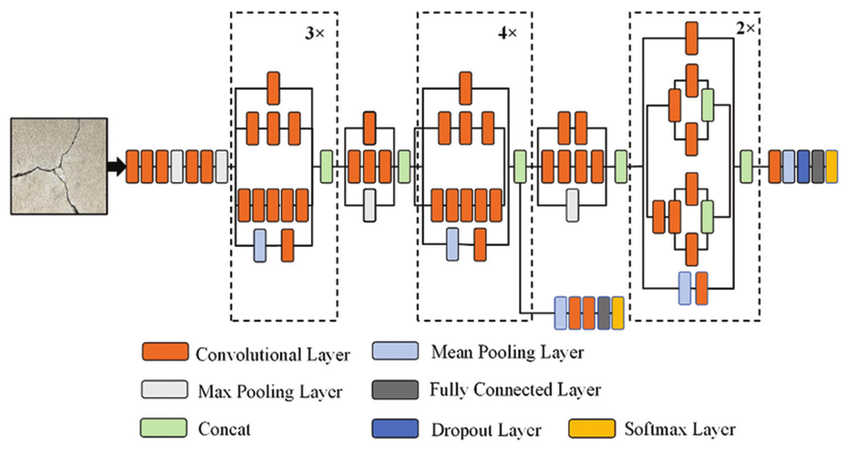 3×
4×
2×
Convolutional Layer
Mean Pooling Layer
Max Pooling Layer
Fully Connected Layer
Concat
Dropout Layer
Softmax Layer